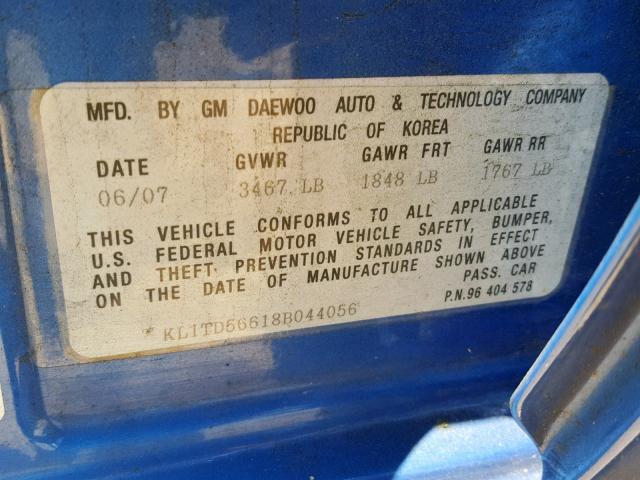 MFD. BY GM DAEWOO AUTO & TECHNOLOGY COMPANY
REPUBLIC OF KOREA
DATE GVWR GAWR FRT GAWR RR
06/07 3467 LB 1848 LB 1767 LB
THIS VEHICLE CONFORMS TO ALL APPLICABLE
U.S. FEDERAL MOTOR VEHICLE SAFETY, BUMPER,
AND THEFT PREVENTION STANDARDS IN EFFECT
ON THE DATE OF MANUFACTURE SHOWN ABOVE
PASS. CAR
* KL1TD56618B044056
P.N.96 404 578